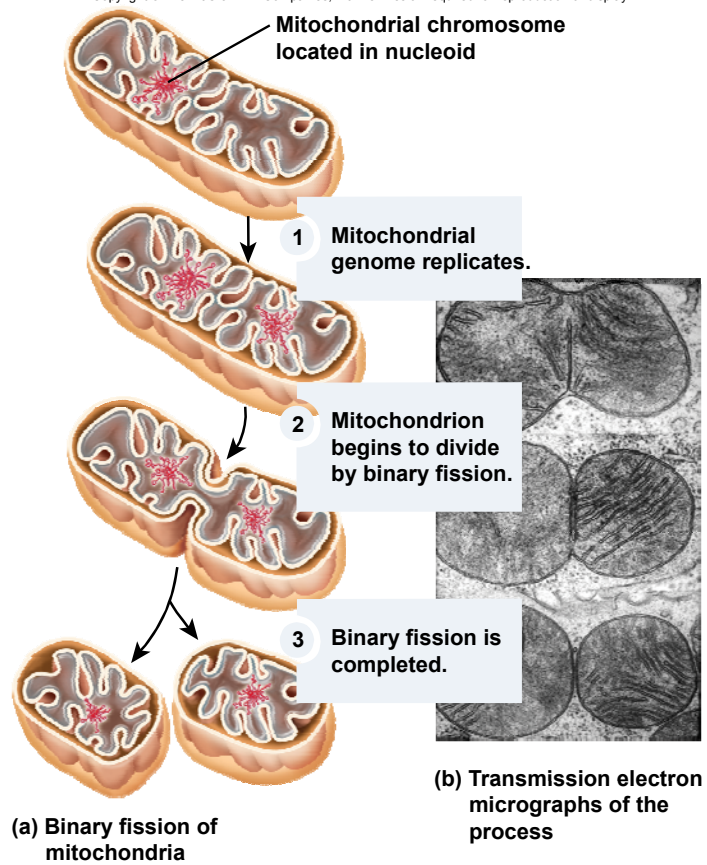 Mitochondrial chromosome
located in nucleoid
1 Mitochondrial
genome replicates.
2 Mitochondrion
begins to divide
by binary fission.
3 Binary fission is
completed.
(b) Transmission electron
micrographs of the
process
(a) Binary fission of
mitochondria